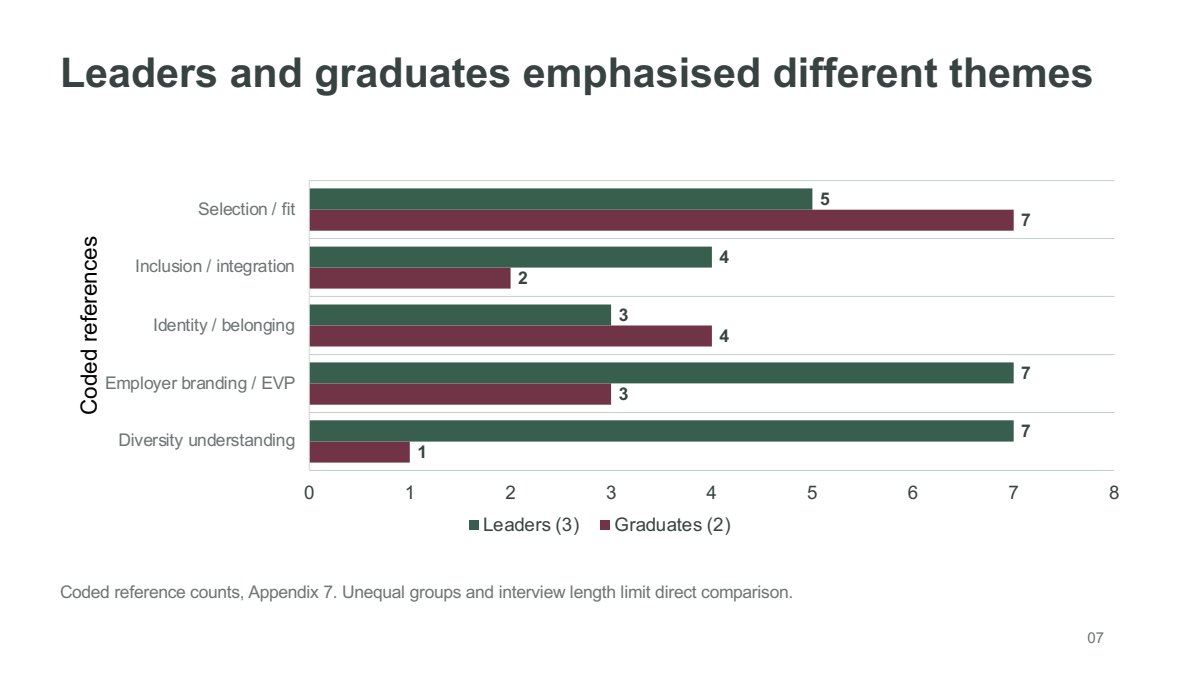 Leaders and graduates emphasised different themes
Coded references
Selection / fit
5
7
Inclusion / integration
4
2
Identity / belonging
3
4
Employer branding / EVP
7
3
Diversity understanding
7
1
0 1 2 3 4 5 6 7 8
Leaders (3) Graduates (2)
Coded reference counts, Appendix 7. Unequal groups and interview length limit direct comparison.
07